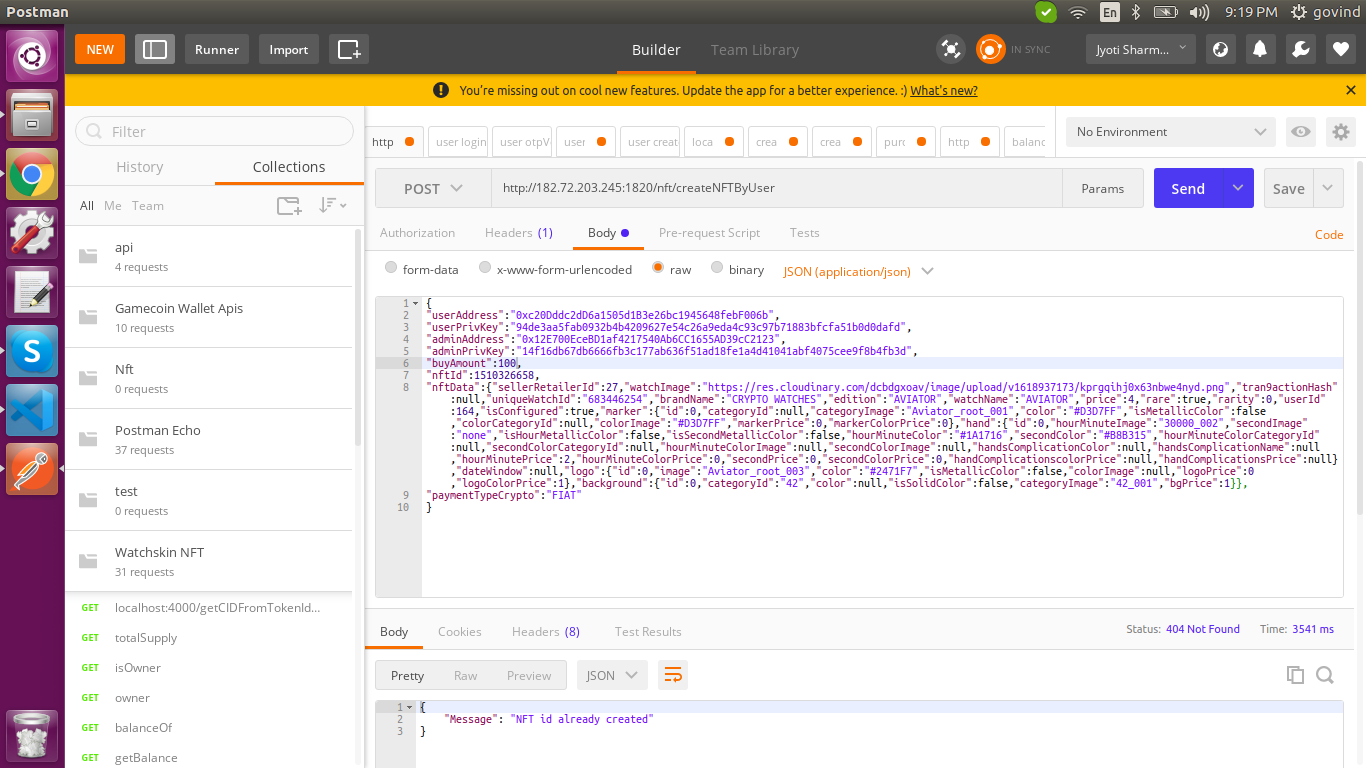 Postman
En
9:19 PM
govind
NEW
Runner
Import
Builder
Team Library
IN SYNC
Jyoti Sharm...
You're missing out on cool new features. Update the app for a better experience. :) What's new?
Filter
History
Collections
All
Me
Team
api
4 requests
Gamecoin Wallet Apis
10 requests
Nft
0 requests
Postman Echo
37 requests
test
0 requests
Watchskin NFT
31 requests
GET localhost:4000/getCIDFromTokenId...
GET totalSupply
GET isOwner
GET owner
GET balanceOf
GET getBalance
http
user login
user otpV
user
user creat
loca
crea
crea
purc
http
balanc
No Environment
POST
http://182.72.203.245:1820/nft/createNFTByUser
Params
Send
Save
Authorization
Headers (1)
Body
Pre-request Script
Tests
Code
form-data
x-www-form-urlencoded
raw
binary
JSON (application/json)
1 {
2 "userAddress":"0xc20Dddc2dD6a1505d1B3e26bc1945648febF006b",
3 "userPrivKey":"94de3aa5fab0932b4b4209627e54c26a9eda4c93c97b71883bfcfa51b0d0dafd",
4 "adminAddress":"0x12E700EceBD1af4217540Ab6CC1655AD39cC2123",
5 "adminPrivKey":"14f16db67db6666fb3c177ab636f51ad18fe1a4d41041abf4075cee9f8b4fb3d",
6 "buyAmount":100,
7 "nftId":1510326658,
8 "nftData":{"sellerRetailerId":27,"watchImage":"https://res.cloudinary.com/dcbdgxoav/image/upload/v1618937173/kprgqihj0x63nbwe4nyd.png","tran9actionHash"
:null,"uniqueWatchId":"683446254","brandName":"CRYPTO WATCHES","edition":"AVIATOR","watchName":"AVIATOR","price":4,"rare":true,"rarity":0,"userId"
:164,"isConfigured":true,"marker":{"id":0,"categoryId":null,"categoryImage":"Aviator_root_001","color":"#D3D7FF","isMetallicColor":false
,"colorCategoryId":null,"colorImage":"#D3D7FF","markerPrice":0,"markerColorPrice":0},"hand":{"id":0,"hourMinuteImage":"30000_002","secondImage"
:"none","isHourMetallicColor":false,"isSecondMetallicColor":false,"hourMinuteColor":"#1A1716","secondColor":"#B8B315","hourMinuteColorCategoryId"
:null,"secondColorCategoryId":null,"hourMinuteColorImage":null,"secondColorImage":null,"handsComplicationColor":null,"handsComplicationName":null
,"hourMinutePrice":2,"hourMinuteColorPrice":0,"secondPrice":0,"secondColorPrice":0,"handsComplicationscolorPrice":null,"handComplicationsPrice":null}
,"dateWindow":null,"logo":{"id":0,"image":"Aviator_root_003","color":"#2471F7","isMetallicColor":false,"colorImage":null,"logoPrice":0
,"logoColorPrice":1},"background":{"id":0,"categoryId":"42","color":null,"isSolidColor":false,"categoryImage":"42_001","bgPrice":1}},
9 "paymentTypeCrypto":"FIAT"
10 }
Body
Cookies
Headers (8)
Test Results
Status: 404 Not Found
Time: 3541 ms
Pretty
Raw
Preview
JSON
1 {
2 "Message": "NFT id already created"
3 }